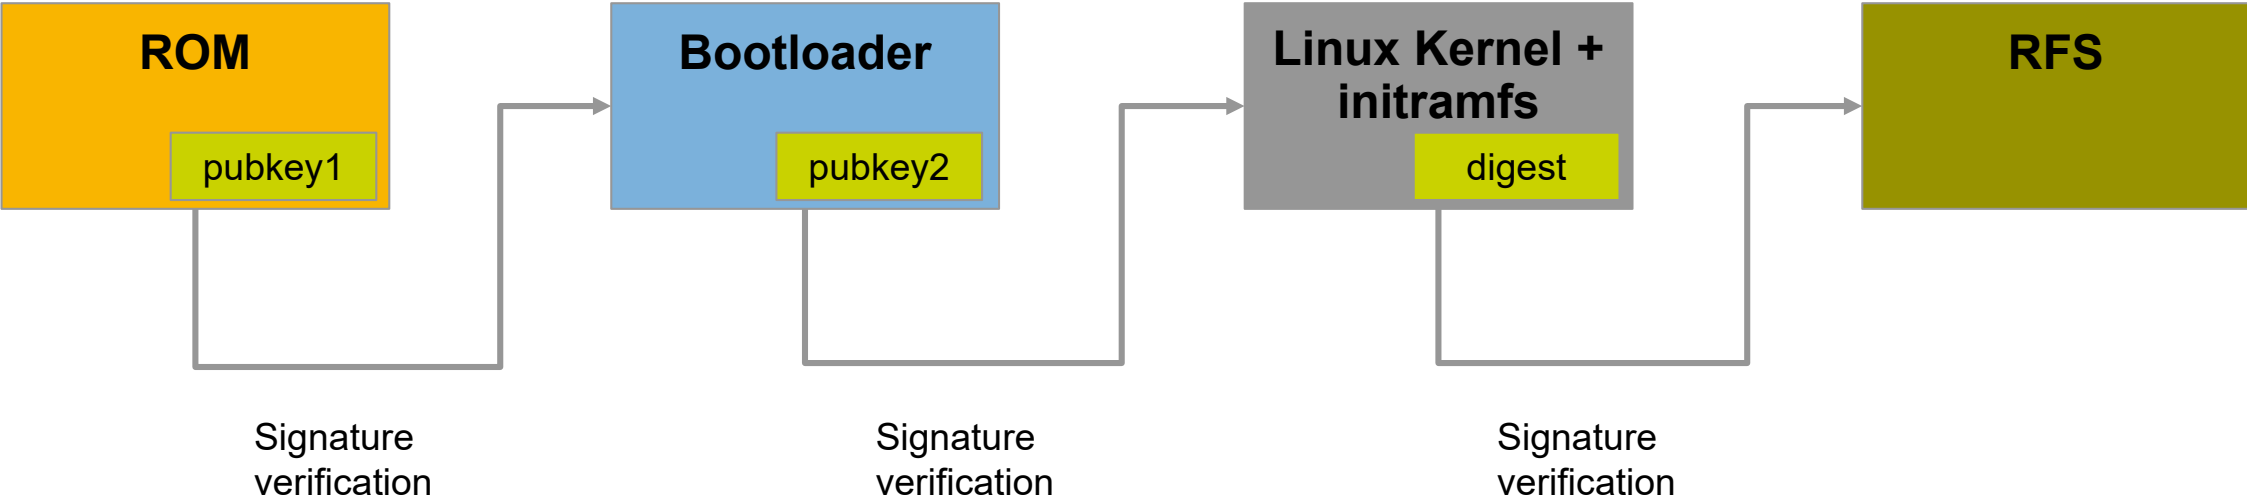 ROM
pubkey1
Bootloader
pubkey2
Linux Kernel +
initramfs
digest
RFS
Signature
verification
Signature
verification
Signature
verification